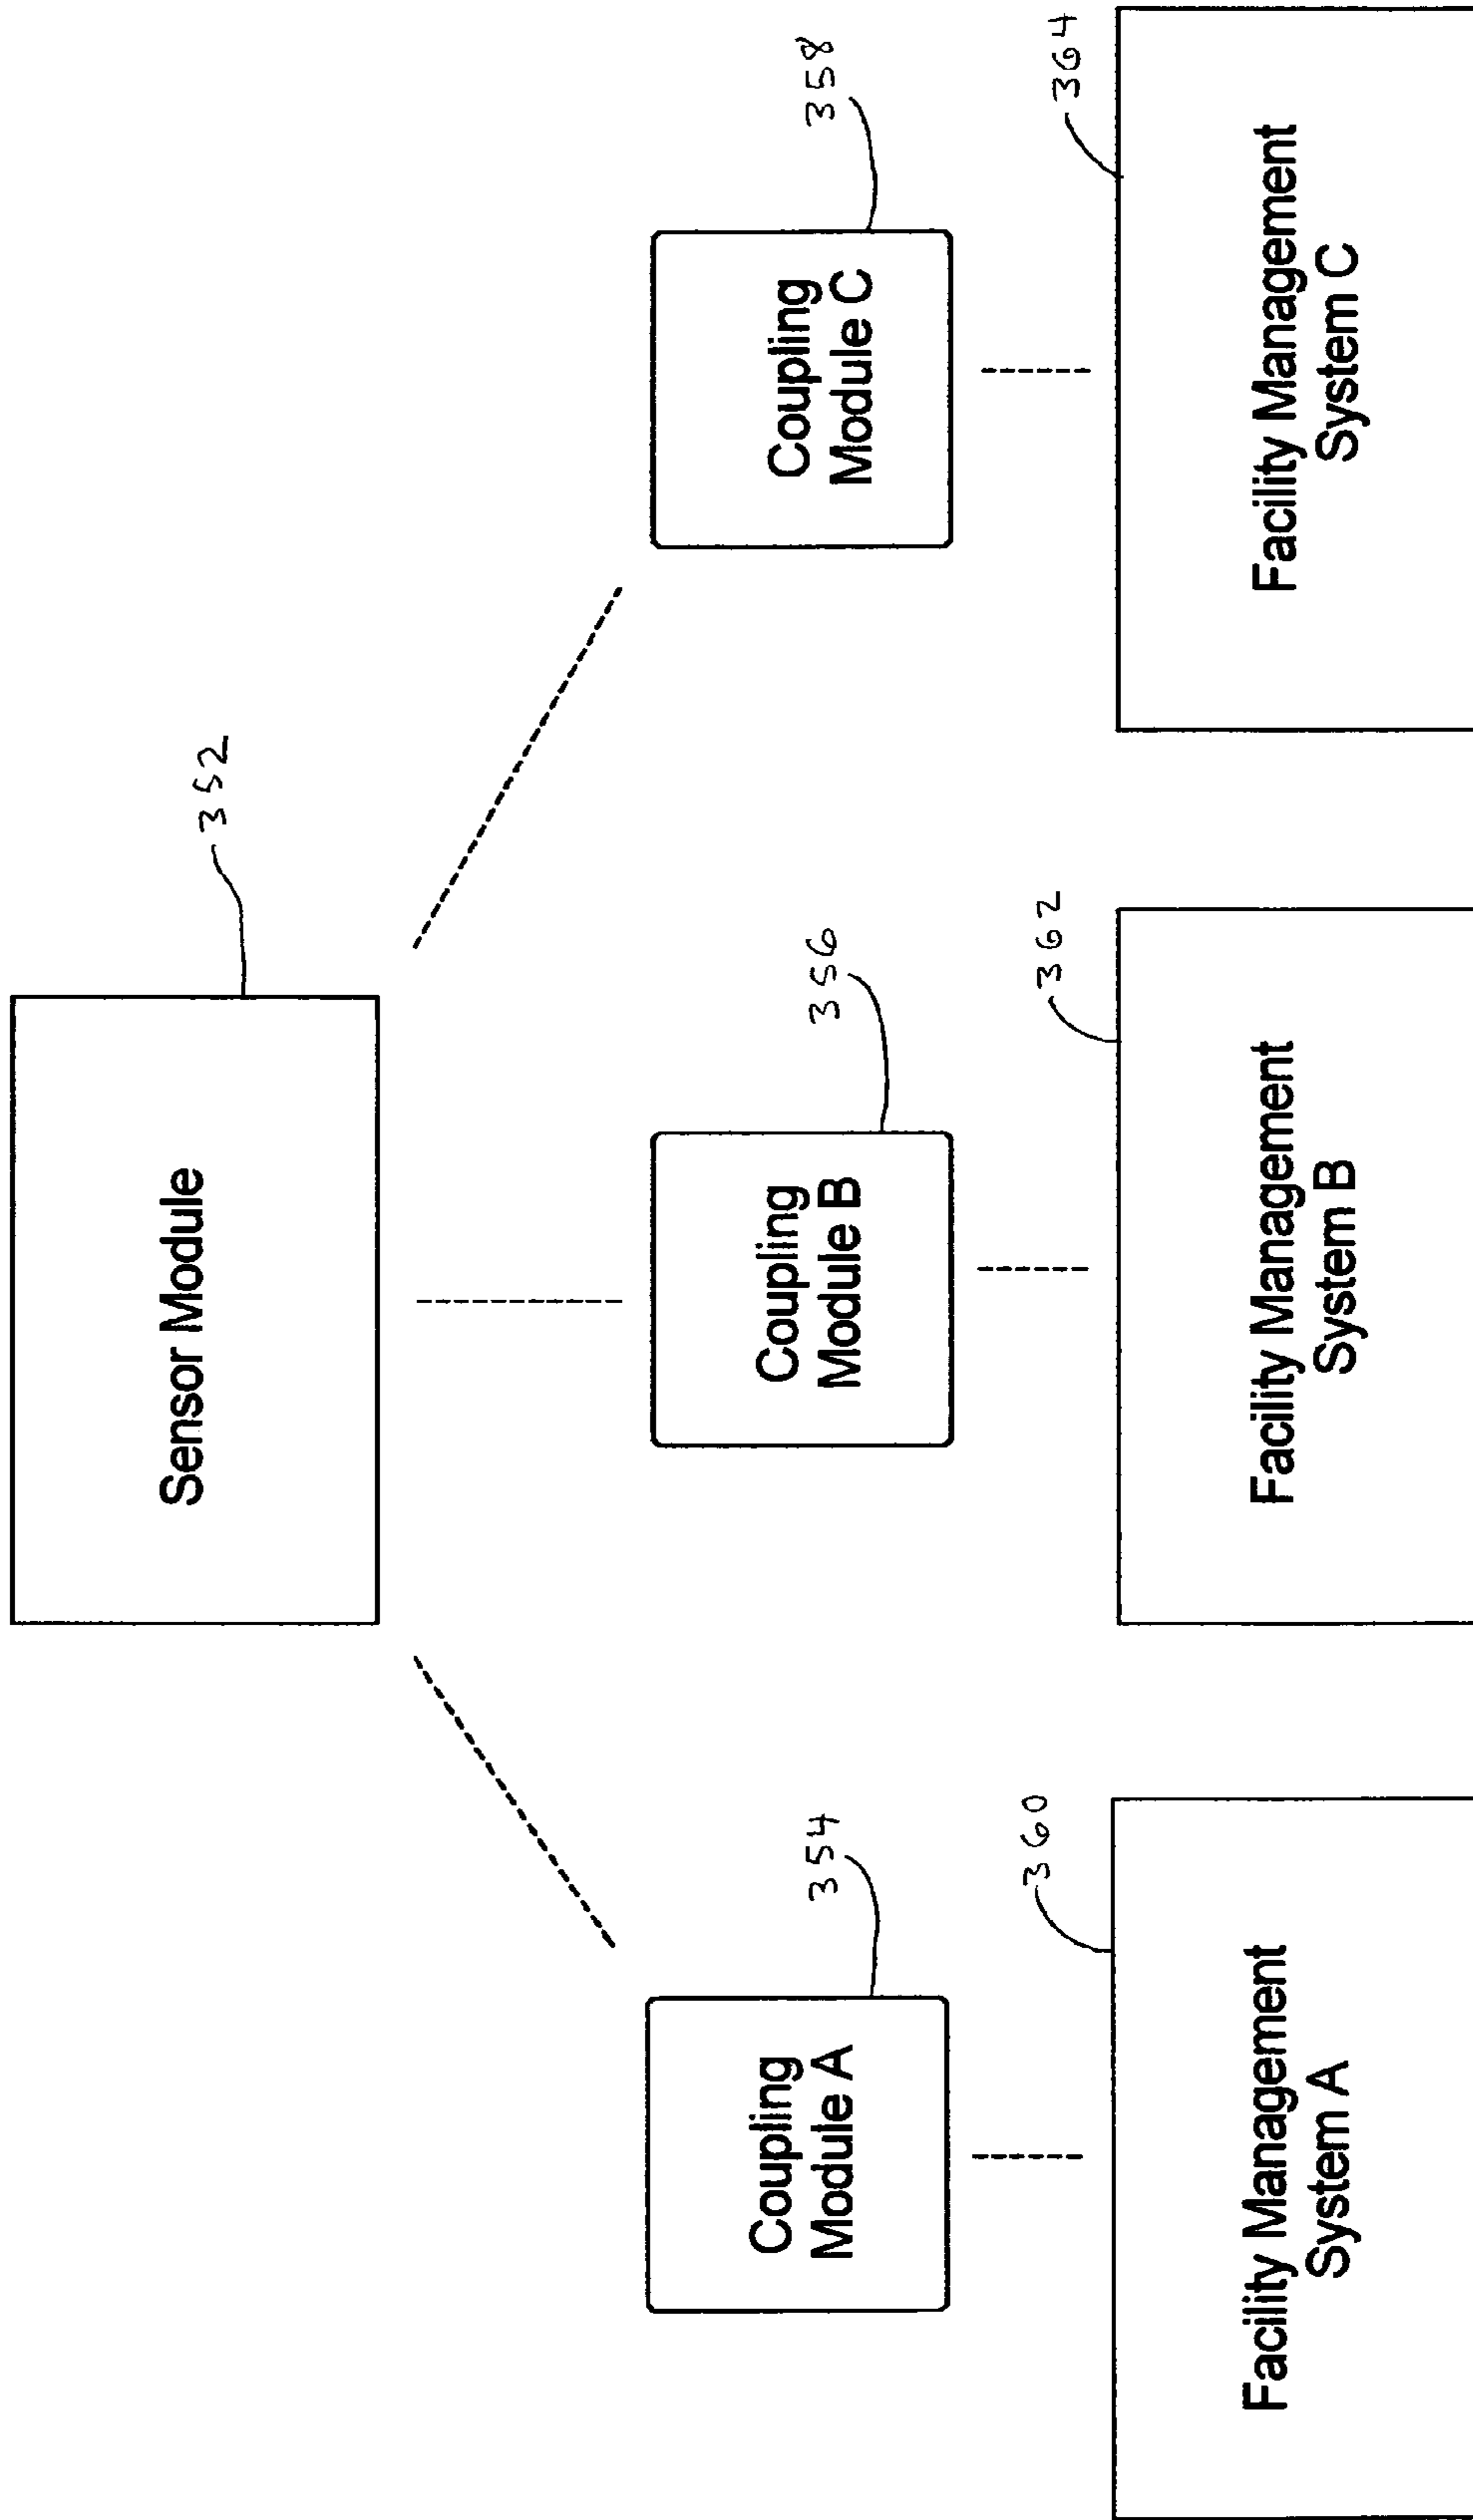 Sensor Module
352
Coupling
Module A
354
Coupling
Module B
356
Coupling
Module C
358
Facility Management
System A
360
Facility Management
System B
362
Facility Management
System C
364